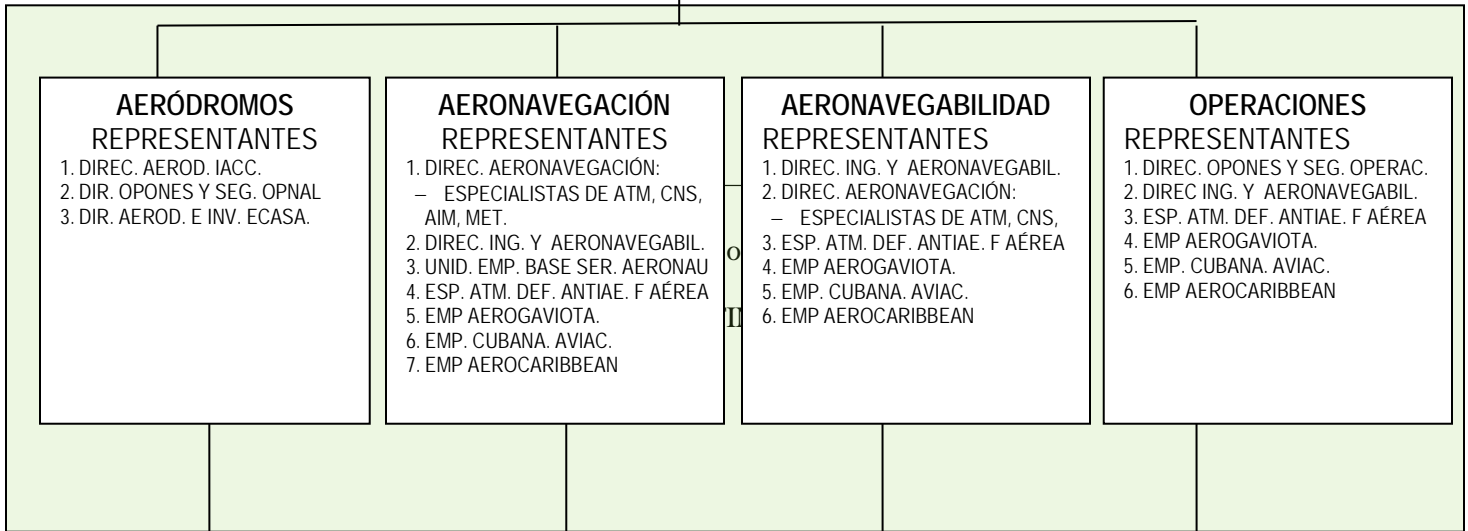 AERÓDROMOS
REPRESENTANTES
1. DIREC. AEROD. IACC.
2. DIR. OPONES Y SEG. OPNAL
3. DIR. AEROD. E INV. ECASA.
AERONAVEGACIÓN
REPRESENTANTES
1. DIREC. AERONAVEGACIÓN:
– ESPECIALISTAS DE ATM, CNS,
AIM, MET.
2. DIREC. ING. Y AERONAVEGABIL.
3. UNID. EMP. BASE SER. AERONAU
4. ESP. ATM. DEF. ANTIAE. F AÉREA
5. EMP AEROGAVIOTA.
6. EMP. CUBANA. AVIAC.
7. EMP AEROCARIBBEAN
AERONAVEGABILIDAD
REPRESENTANTES
1. DIREC. ING. Y AERONAVEGABIL.
2. DIREC. AERONAVEGACIÓN:
– ESPECIALISTAS DE ATM, CNS,
3. ESP. ATM. DEF. ANTIAE. F AÉREA
4. EMP AEROGAVIOTA.
5. EMP. CUBANA. AVIAC.
6. EMP AEROCARIBBEAN
OPERACIONES
REPRESENTANTES
1. DIREC. OPONES Y SEG. OPERAC.
2. DIREC ING. Y AERONAVEGABIL.
3. ESP. ATM. DEF. ANTIAE. F AÉREA
4. EMP AEROGAVIOTA.
5. EMP. CUBANA. AVIAC.
6. EMP AEROCARIBBEAN